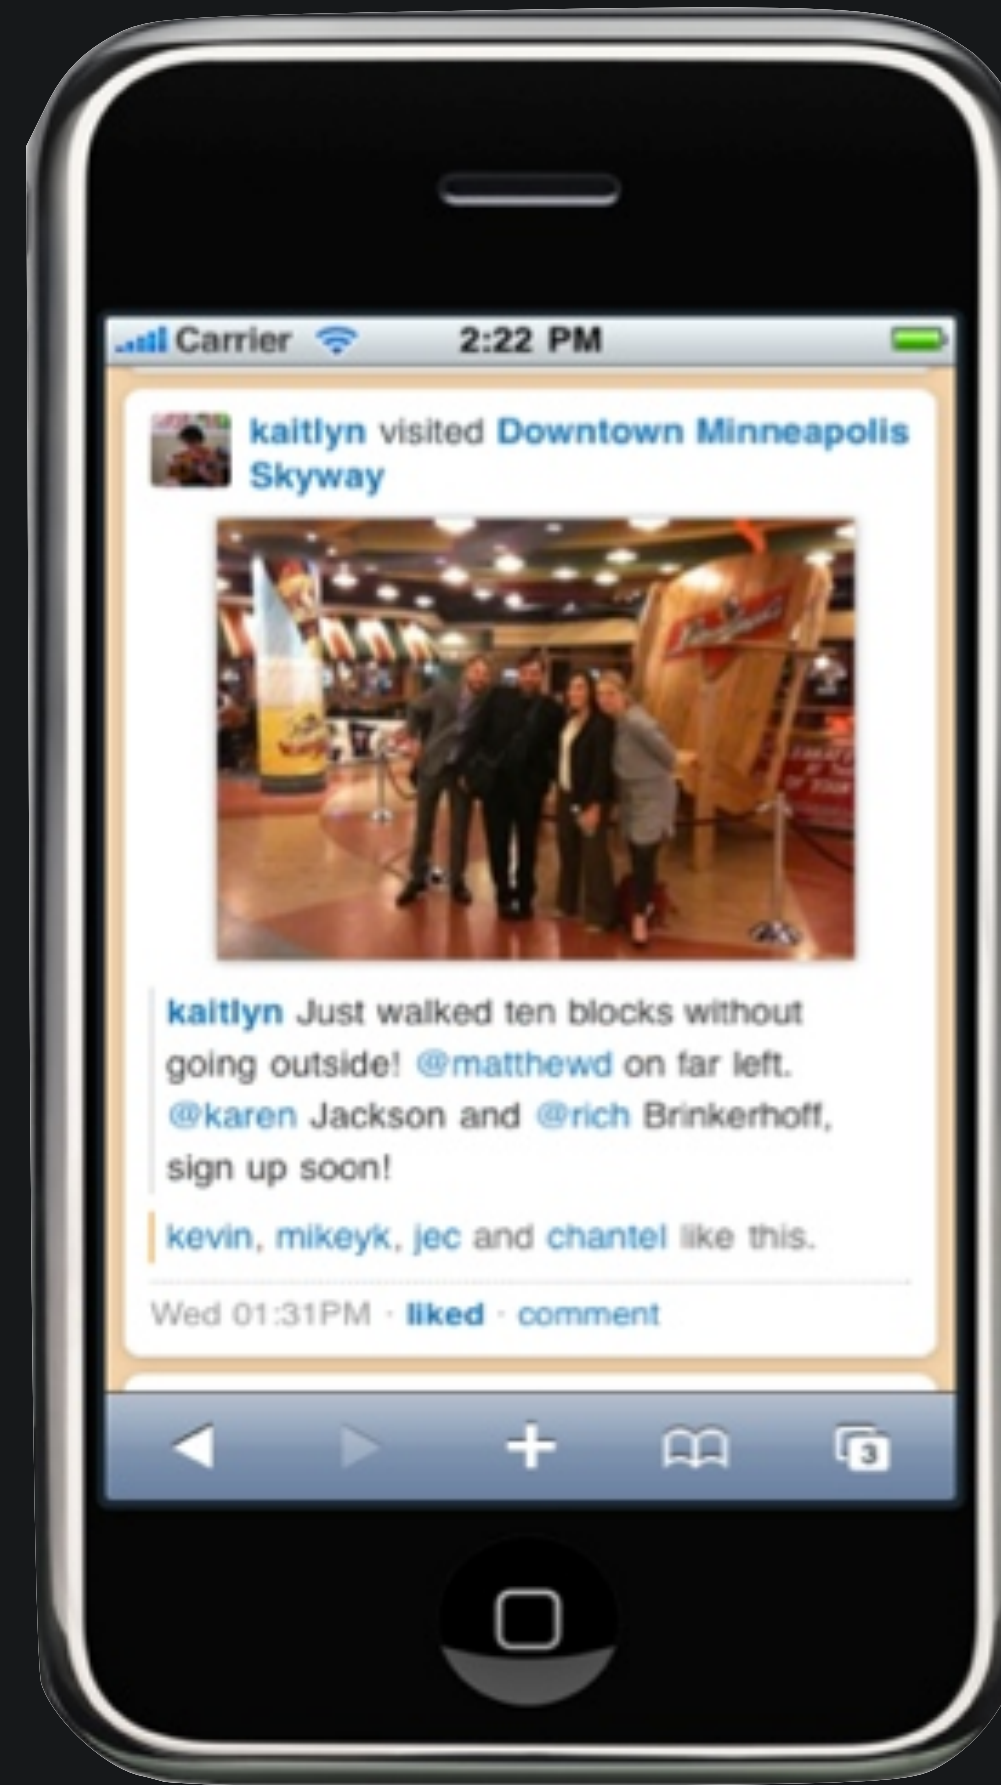 Carrier 2:22 PM
kaitlyn visited Downtown Minneapolis
Skyway
kaitlyn Just walked ten blocks without
going outside! @matthewd on far left.
@karen Jackson and @rich Brinkerhoff,
sign up soon!
kevin, mikeyk, jec and chantel like this.
Wed 01:31PM · liked · comment
3